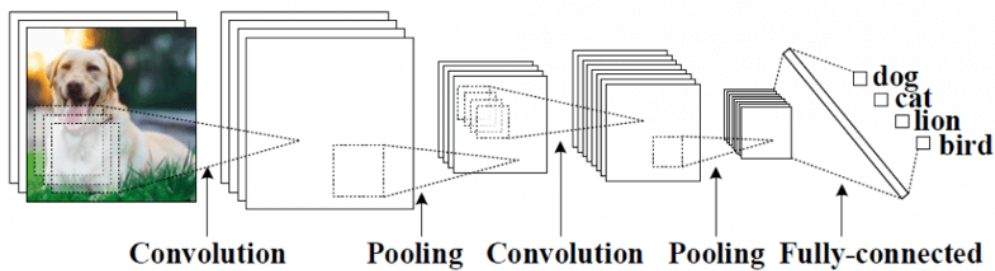 dog
cat
lion
bird
Convolution Pooling Convolution Pooling Fully-connected